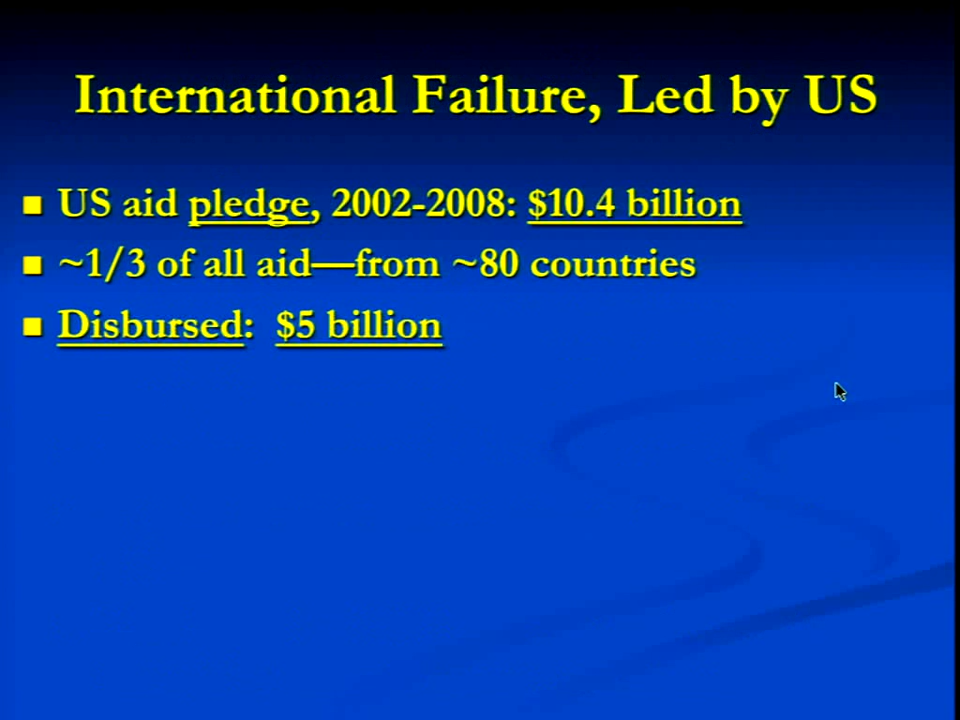 International Failure, Led by US
US aid pledge, 2002-2008: $10.4 billion
~1/3 of all aid—from ~80 countries
Disbursed: $5 billion